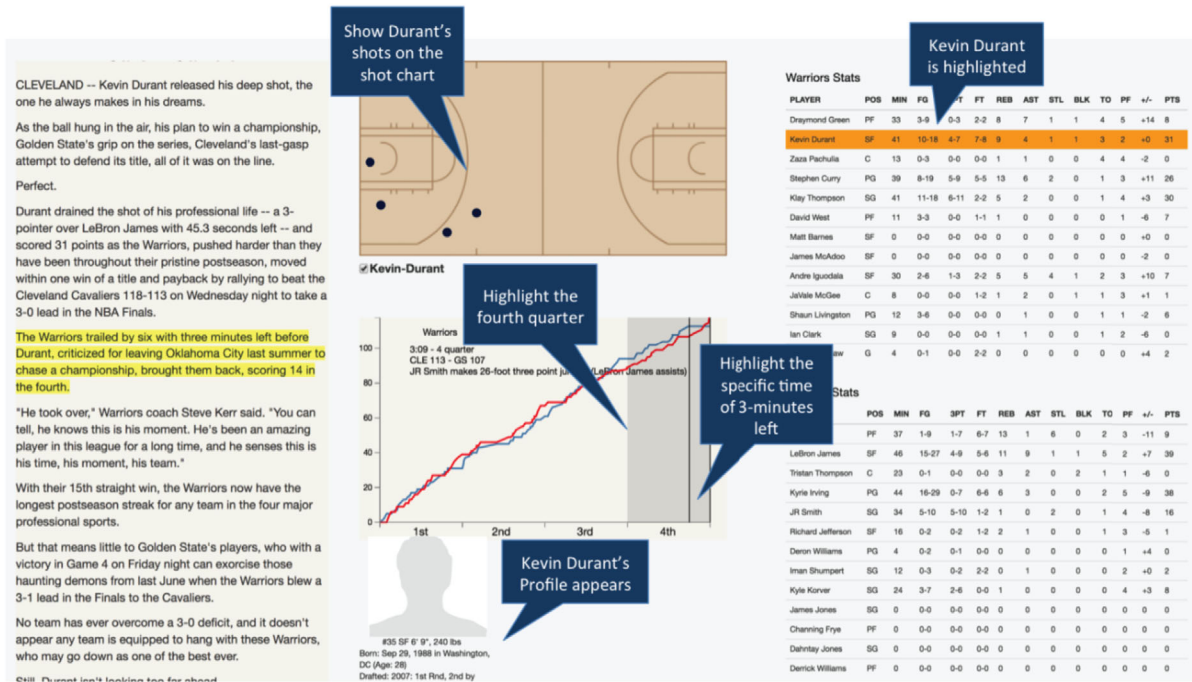 CLEVELAND -- Kevin Durant released his deep shot, the
one he always makes in his dreams.
As the ball hung in the air, his plan to win a championship,
Golden State's grip on the series, Cleveland's last-gasp
attempt to defend its title, all of it was on the line.
Perfect.
Durant drained the shot of his professional life -- a 3-
pointer over LeBron James with 45.3 seconds left -- and
scored 31 points as the Warriors, pushed harder than they
have been throughout their pristine postseason, moved
within one win of a title and payback by rallying to beat the
Cleveland Cavaliers 118-113 on Wednesday night to take a
3-0 lead in the NBA Finals.
The Warriors trailed by six with three minutes left before
Durant, criticized for leaving Oklahoma City last summer to
chase a championship, brought them back, scoring 14 in
the fourth.
"He took over," Warriors coach Steve Kerr said. "You can
tell, he knows this is his moment. He's been an amazing
player in this league for a long time, and he senses this is
his time, his moment, his team."
With their 15th straight win, the Warriors now have the
longest postseason streak for any team in the four major
professional sports.
But that means little to Golden State's players, who with a
victory in Game 4 on Friday night can exorcise those
haunting demons from last June when the Warriors blew a
3-1 lead in the Finals to the Cavaliers.
No team has ever overcome a 3-0 deficit, and it doesn't
appear any team is equipped to hang with these Warriors,
who may go down as one of the best ever.
Still, Durant isn't looking too far ahead.
Show Durant's
shots on the
shot chart
Kevin-Durant
Highlight the
fourth quarter
Warriors
3:09 - 4 quarter
CLE 113 - GS 107
JR Smith makes 26-foot three point (LeBron James assists)
100
80
60
40
20
0
1st 2nd 3rd 4th
Highlight the
specific time
of 3-minutes
left
Kevin Durant's
Profile appears
#35 SF 6' 9", 240 lbs
Born: Sep 29, 1988 in Washington,
DC (Age: 28)
Drafted: 2007: 1st Rnd, 2nd by
Kevin Durant
is highlighted
Warriors Stats
PLAYER POS MIN FG FT REB AST STL BLK TO PF +/- PTS
Draymond Green PF 33 3-9 0-3 2-2 8 7 1 1 4 5 +14 8
Kevin Durant SF 41 10-18 4-7 7-8 9 4 1 1 3 2 +0 31
Zaza Pachulia C 13 0-3 0-0 0-0 1 1 0 0 4 4 -2 0
Stephen Curry PG 39 8-19 5-9 5-5 13 6 2 0 1 3 +11 26
Klay Thompson SG 41 11-18 6-11 2-2 5 2 0 0 1 4 +3 30
David West PF 11 3-3 0-0 1-1 1 0 0 0 0 1 -6 7
Matt Barnes SF 0 0-0 0-0 0-0 0 0 0 0 0 0 +0 0
James McAdoo SF 0 0-0 0-0 0-0 0 0 0 0 0 0 -2 0
Andre Iguodala SF 30 2-6 1-3 2-2 5 5 4 1 2 3 +10 7
JaVale McGee C 8 0-0 0-0 1-2 1 2 0 1 1 3 +1 1
Shaun Livingston PG 12 3-6 0-0 0-0 0 1 0 0 1 1 -2 6
Ian Clark SG 9 0-0 0-0 0-0 1 1 0 0 1 2 -6 0
aw G 4 0-1 0-0 2-2 0 0 0 0 0 0 +4 2
Stats
POS MIN FG 3PT FT REB AST STL BLK TO PF +/- PTS
PF 37 1-9 1-7 6-7 13 1 6 0 2 3 -11 9
LeBron James SF 46 15-27 4-9 5-6 11 9 1 1 5 2 +7 39
Tristan Thompson C 23 0-1 0-0 0-0 3 2 0 2 1 1 -6 0
Kyrie Irving PG 44 16-29 0-7 6-6 6 3 0 0 2 5 -9 38
JR Smith SG 34 5-10 5-10 1-2 1 0 2 0 1 4 -8 16
Richard Jefferson SF 16 0-2 0-2 1-2 2 1 0 0 1 3 -5 1
Deron Williams PG 4 0-2 0-1 0-0 0 0 0 0 0 1 +4 0
Iman Shumpert SG 12 0-3 0-2 2-2 0 1 0 0 0 2 +0 2
Kyle Korver SG 24 3-7 2-6 0-0 1 0 0 0 0 4 +3 8
James Jones SG 0 0-0 0-0 0-0 0 0 0 0 0 0 0 0
Channing Frye PF 0 0-0 0-0 0-0 0 0 0 0 0 0 0 0
Dahntay Jones SG 0 0-0 0-0 0-0 0 0 0 0 0 0 0 0
Derrick Williams PF 0 0-0 0-0 0-0 0 0 0 0 0 0 0 0